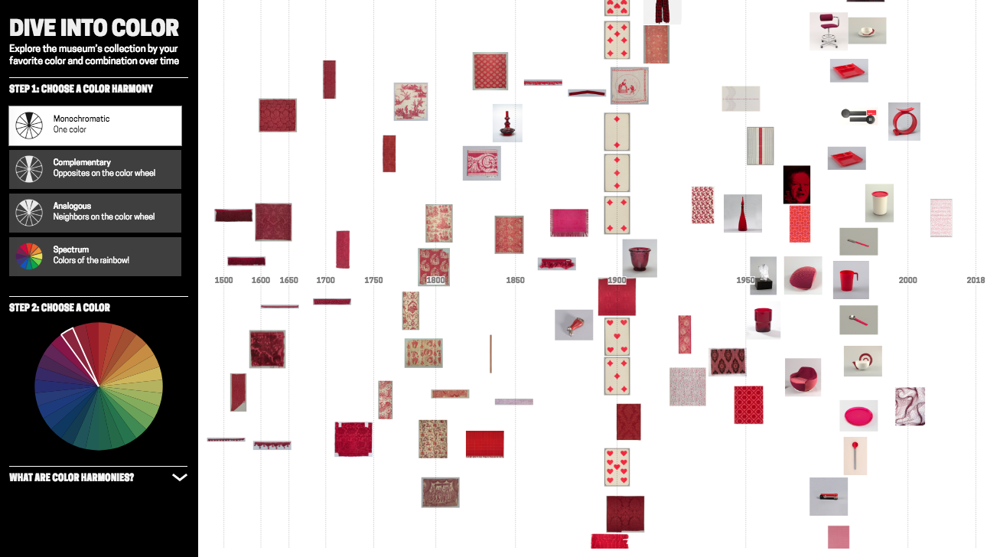 DIVE INTO COLOR
Explore the museum's collection by your
favorite color and combination over time
STEP 1: CHOOSE A COLOR HARMONY
Monochromatic
One color
Complementary
Opposites on the color wheel
Analogous
Neighbors on the color wheel
Spectrum
Colors of the rainbow!
STEP 2: CHOOSE A COLOR
WHAT ARE COLOR HARMONIES?
1500 1600 1650 1700 1750 1800 1850 1900 1950 2000 2018